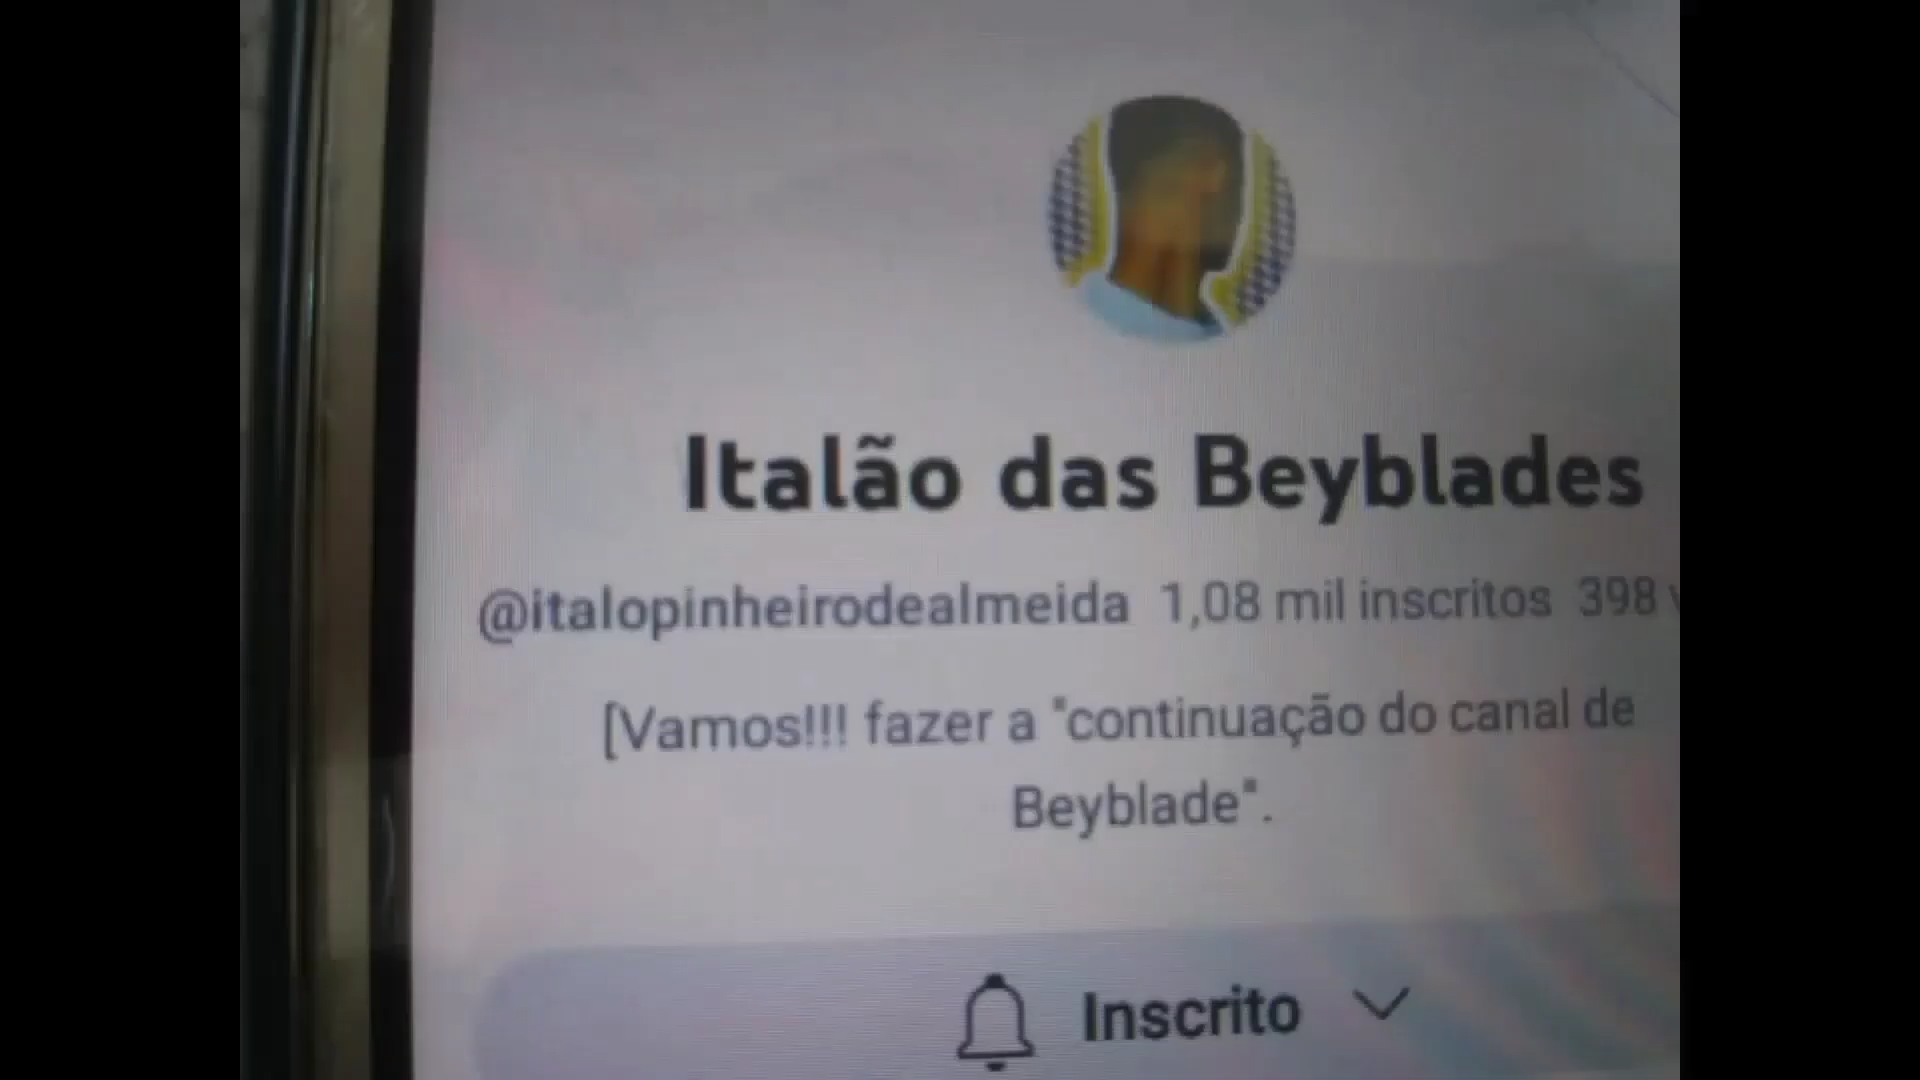 Italão das Beyblades
@italopinheirodealmeida 1,08 mil inscritos 398
[Vamos!!! fazer a "continuação do canal de
Beyblade".
Inscrito